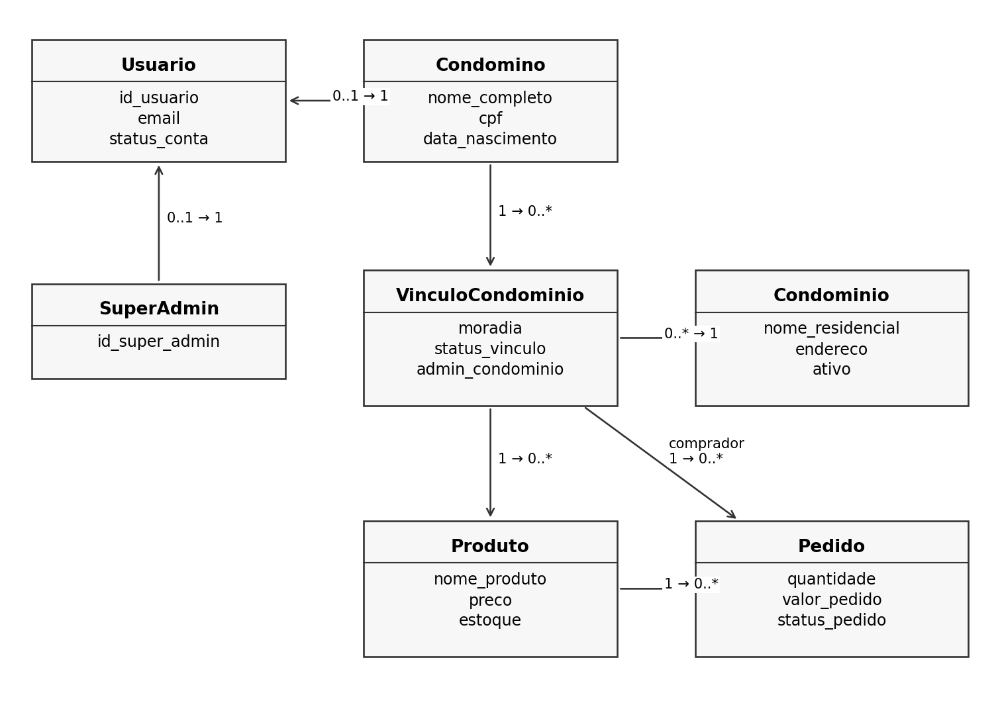 Usuario
id_usuario
email
status_conta
0..1 → 1
Condomino
nome_completo
cpf
data_nascimento
0..1 → 1
1 → 0..*
SuperAdmin
id_super_admin
VinculoCondominio
moradia
status_vinculo
admin_condominio
0..* → 1
Condominio
nome_residencial
endereco
ativo
1 → 0..*
comprador
1 → 0..*
Produto
nome_produto
preco
estoque
1 → 0..*
Pedido
quantidade
valor_pedido
status_pedido